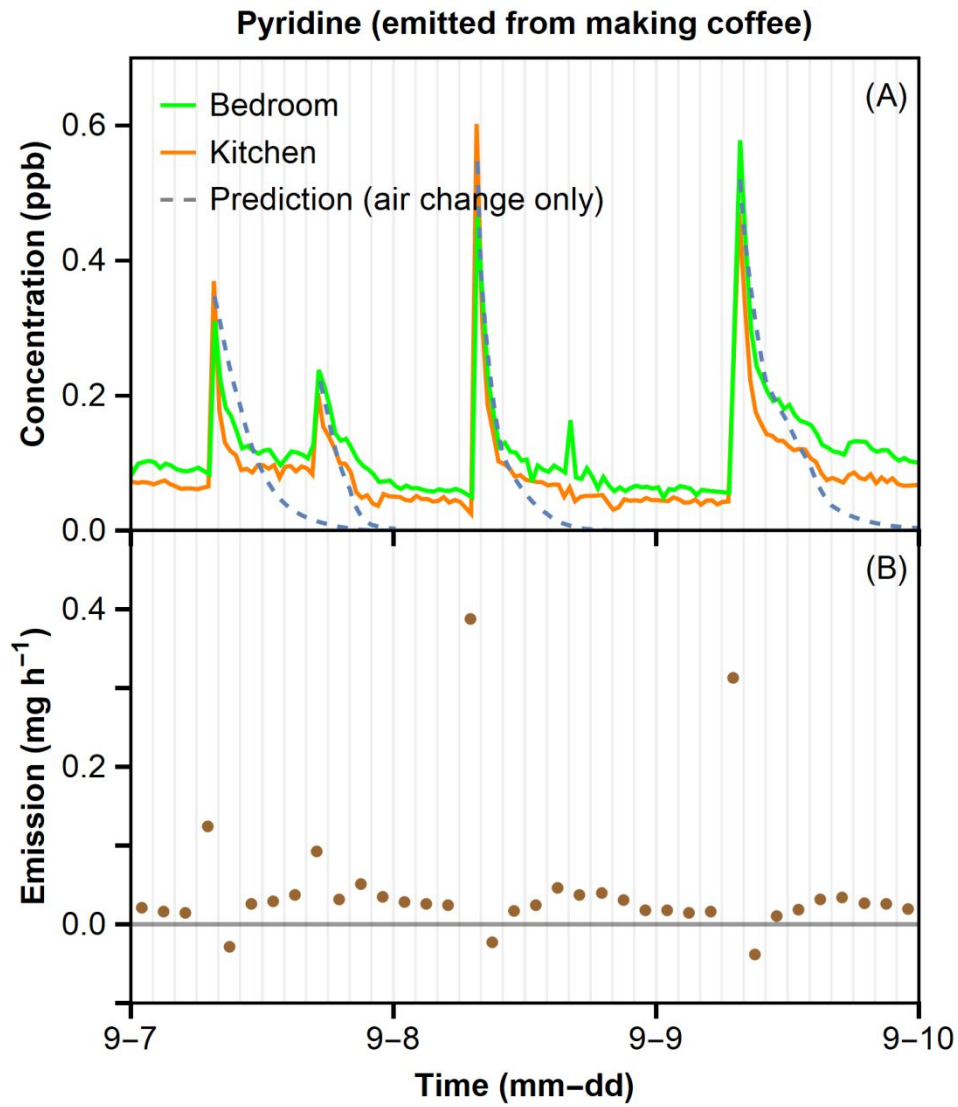 Pyridine (emitted from making coffee)
(A)
Bedroom
Kitchen
Prediction (air change only)
Concentration (ppb)
0.6
0.4
0.2
0.0
(B)
Emission (mg h⁻¹)
0.4
0.2
0.0
9−7
9−8
9−9
9−10
Time (mm−dd)